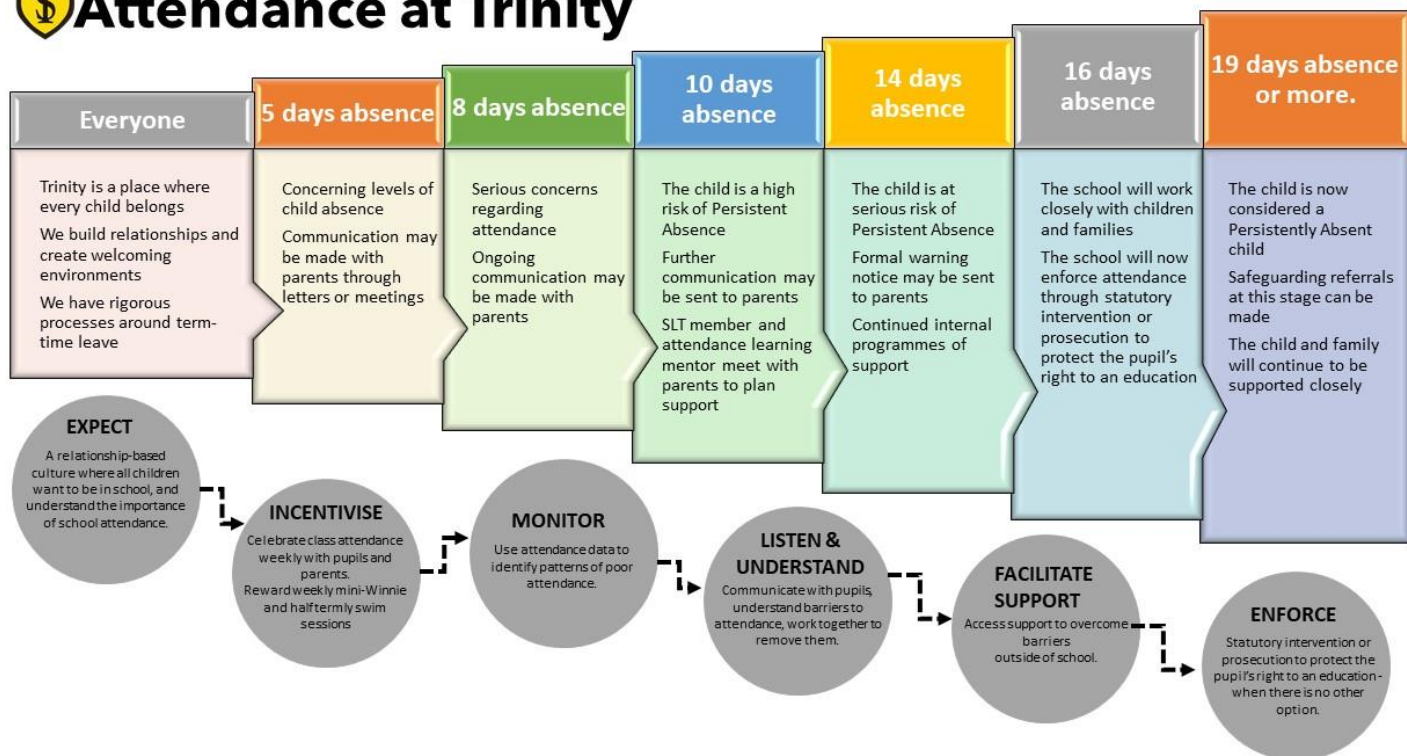 Attendance at Trinity
Everyone
Trinity is a place where
every child belongs
We build relationships and
create welcoming
environments
We have rigorous
processes around term-
time leave
5 days absence
Concerning levels of
child absence
Communication may
be made with
parents through
letters or meetings
8 days absence
Serious concerns
regarding
attendance
Ongoing
communication may
be made with
parents
10 days
absence
The child is a high
risk of Persistent
Absence
Further
communication may
be sent to parents
SLT member and
attendance learning
mentor meet with
parents to plan
support
14 days
absence
The child is at
serious risk of
Persistent Absence
Formal warning
notice may be sent
to parents
Continued internal
programmes of
support
16 days
absence
The school will work
closely with children
and families
The school will now
enforce attendance
through statutory
intervention or
prosecution to
protect the pupil's
right to an education
19 days absence
or more.
The child is now
considered a
Persistently Absent
child
Safeguarding referrals
at this stage can be
made
The child and family
will continue to be
supported closely
EXPECT
A relationship-based
culture where all children
want to be in school, and
understand the importance
of school attendance.
INCENTIVISE
Celebrate class attendance
weekly with pupils and
parents.
Reward weekly mini-Winnie
and half termly swim
sessions
MONITOR
Use attendance data to
identify patterns of poor
attendance.
LISTEN &
UNDERSTAND
Communicate with pupils,
understand barriers to
attendance, work together to
remove them.
FACILITATE
SUPPORT
Access support to overcome
barriers
outside of school.
ENFORCE
Statutory intervention or
prosecution to protect the
pupil's right to an education-
when there is no other
option.